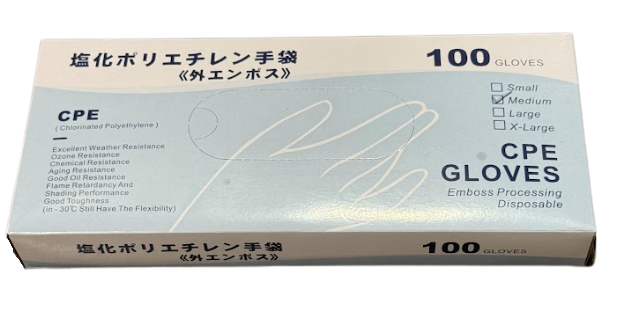 塩化ポリエチレン手袋
《外エンボス》
100 GLOVES
Small
Medium
Large
X-Large
CPE
(Chlorinated Polyethylene)
Excellent Weather Resistance
Ozone Resistance
Chemical Resistance
Aging Resistance
Good Oil Resistance
Flame Retardancy And
Shading Performance
Good Toughness
(in -30℃ Still Have The Flexibility)
CPE
GLOVES
Emboss Processing
Disposable
塩化ポリエチレン手袋
《外エンボス》
100 GLOVES